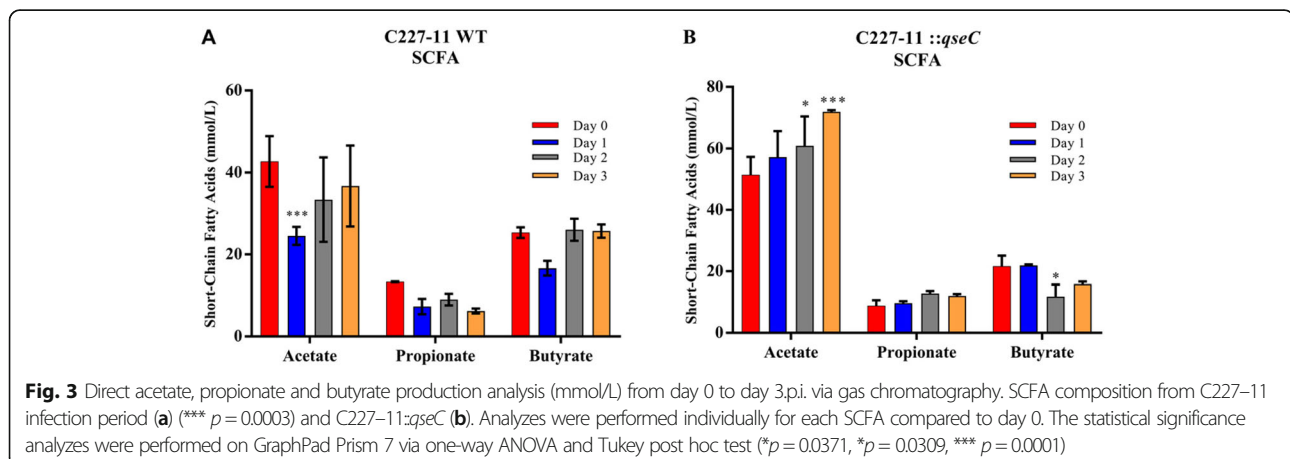 A
C227-11 WT
SCFA
Short-Chain Fatty Acids (mmol/L)
60
40
20
0
***
Day 0
Day 1
Day 2
Day 3
Acetate
Propionate
Butyrate
B
C227-11 ::qseC
SCFA
Short-Chain Fatty Acids (mmol/L)
80
60
40
20
0
*
***
*
Day 0
Day 1
Day 2
Day 3
Acetate
Propionate
Butyrate
Fig. 3 Direct acetate, propionate and butyrate production analysis (mmol/L) from day 0 to day 3.p.i. via gas chromatography. SCFA composition from C227–11
infection period (a) (*** p = 0.0003) and C227–11::qseC (b). Analyzes were performed individually for each SCFA compared to day 0. The statistical significance
analyzes were performed on GraphPad Prism 7 via one-way ANOVA and Tukey post hoc test (*p = 0.0371, *p = 0.0309, *** p = 0.0001)